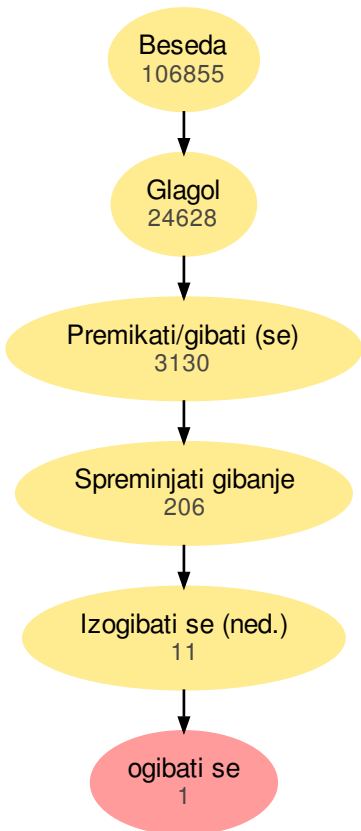 Beseda
106855
Glagol
24628
Premikati/gibati (se)
3130
Spreminjati gibanje
206
Izogibati se (ned.)
11
ogibati se
1